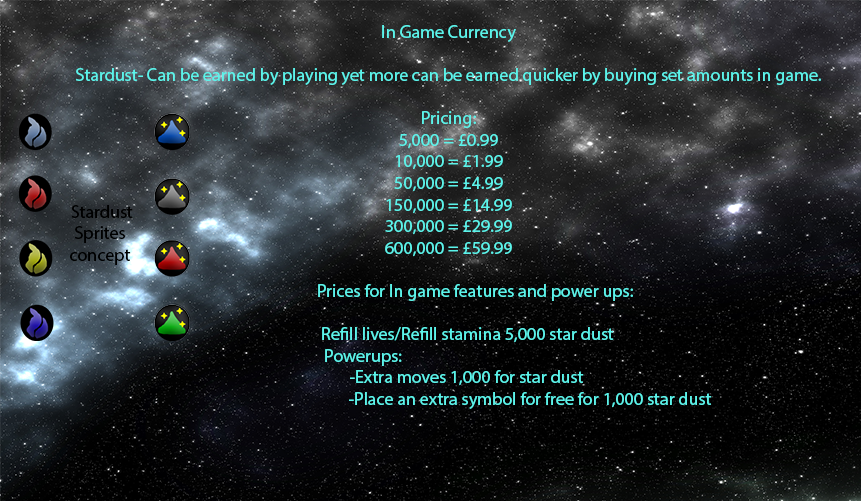 In Game Currency
Stardust- Can be earned by playing yet more can be earned quicker by buying set amounts in game.
Pricing:
5,000 = £0.99
10,000 = £1.99
50,000 = £4.99
150,000 = £14.99
300,000 = £29.99
600,000 = £59.99
Stardust
Sprites
concept
Prices for In game features and power ups:
Refill lives/Refill stamina 5,000 star dust
Powerups:
-Extra moves 1,000 for star dust
-Place an extra symbol for free for 1,000 star dust